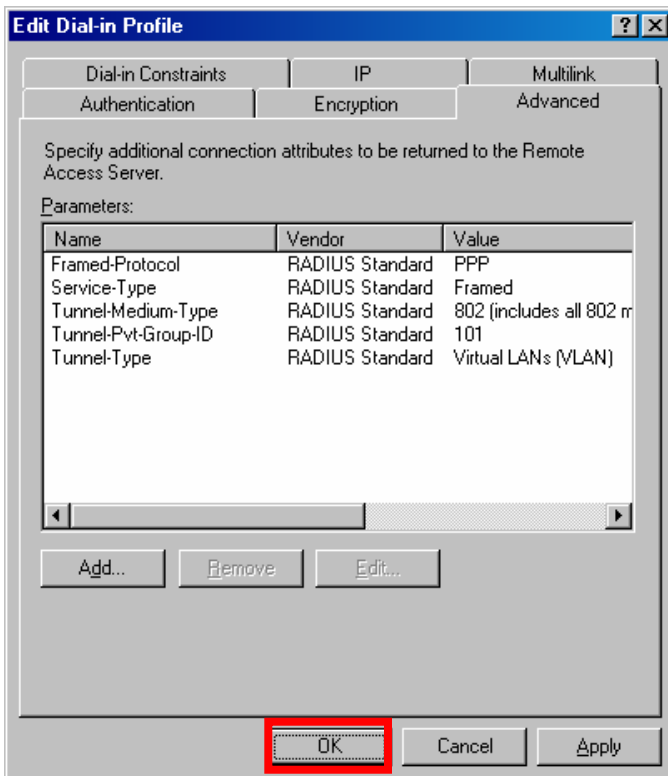 Edit Dial-in Profile
Dial-in Constraints IP Multilink
Authentication Encryption Advanced
Specify additional connection attributes to be returned to the Remote
Access Server.
Parameters:
Name Vendor Value
Framed-Protocol RADIUS Standard PPP
Service-Type RADIUS Standard Framed
Tunnel-Medium-Type RADIUS Standard 802 (includes all 802 m
Tunnel-Pvt-Group-ID RADIUS Standard 101
Tunnel-Type RADIUS Standard Virtual LANs (VLAN)
Add... Remove Edit...
OK Cancel Apply